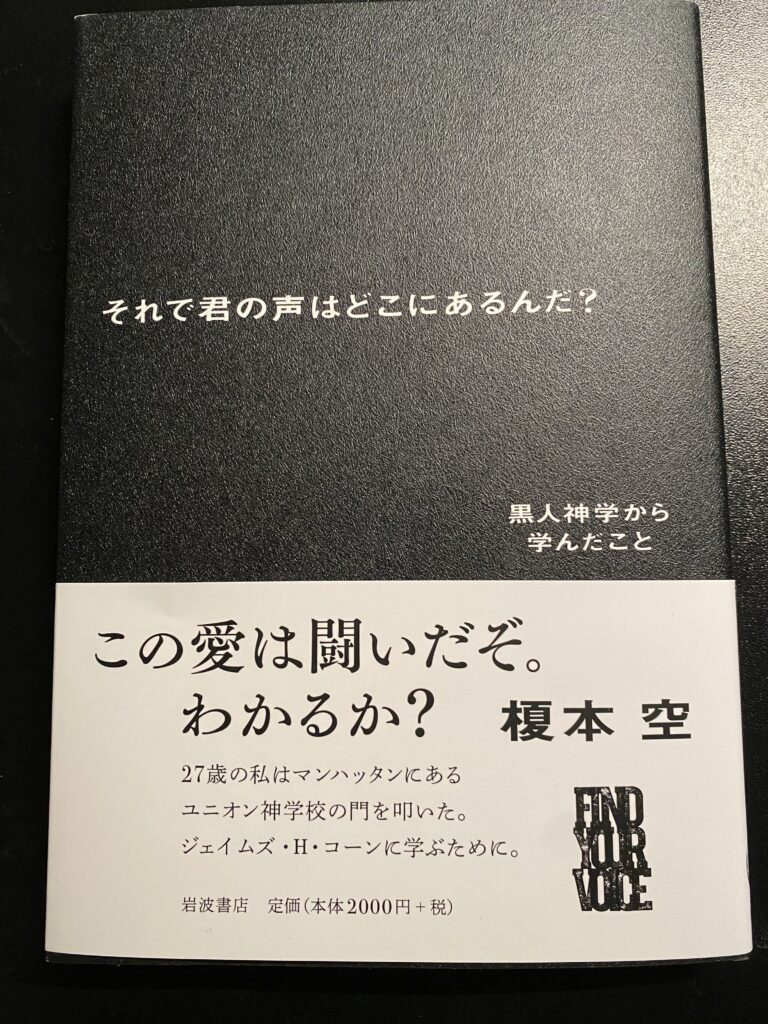 それで君の声はどこにあるんだ?
黒人神学から
学んだこと
この愛は闘いだぞ。
わかるか?
榎本 空
27歳の私はマンハッタンにある
ユニオン神学校の門を叩いた。
ジェイムズ・H・コーンに学ぶために。
FIND
YOUR
VOICE
岩波書店 定価(本体2000円+税)